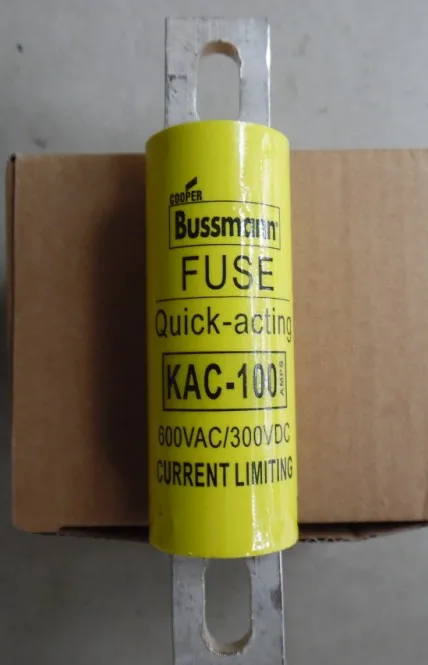 COOPER
Bussmann®
FUSE
Quick-acting
KAC-100 AMPS
600VAC/300VDC
CURRENT LIMITING